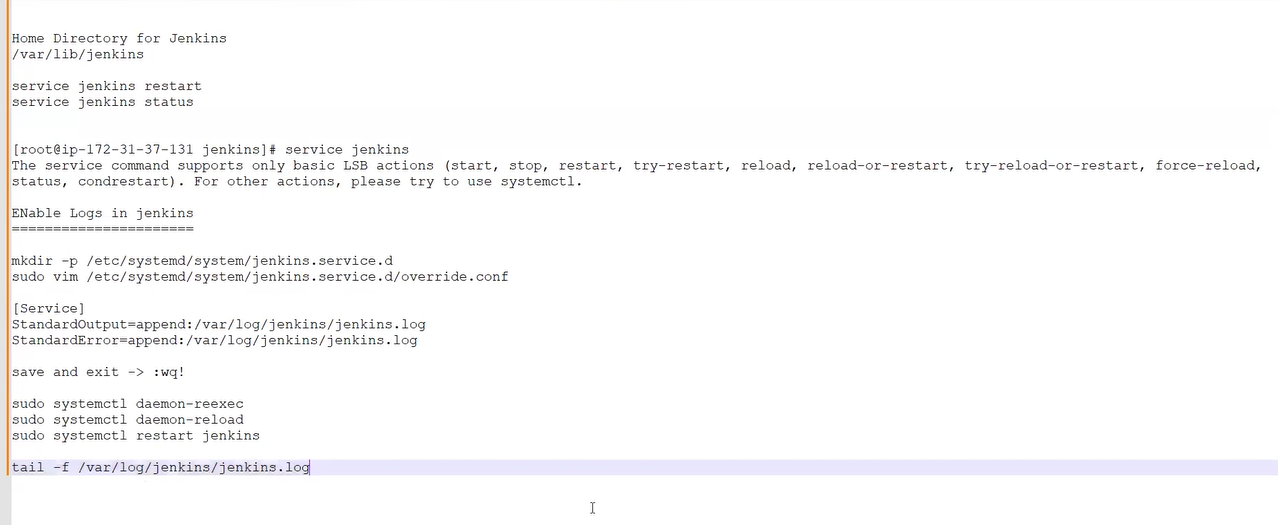 Home Directory for Jenkins
/var/lib/jenkins
service jenkins restart
service jenkins status
[root@ip-172-31-37-131 jenkins]# service jenkins
The service command supports only basic LSB actions (start, stop, restart, try-restart, reload, reload-or-restart, try-reload-or-restart, force-reload,
status, condrestart). For other actions, please try to use systemctl.
ENable Logs in jenkins
======================
mkdir -p /etc/systemd/system/jenkins.service.d
sudo vim /etc/systemd/system/jenkins.service.d/override.conf
[Service]
StandardOutput=append:/var/log/jenkins/jenkins.log
StandardError=append:/var/log/jenkins/jenkins.log
save and exit -> :wq!
sudo systemctl daemon-reexec
sudo systemctl daemon-reload
sudo systemctl restart jenkins
tail -f /var/log/jenkins/jenkins.log